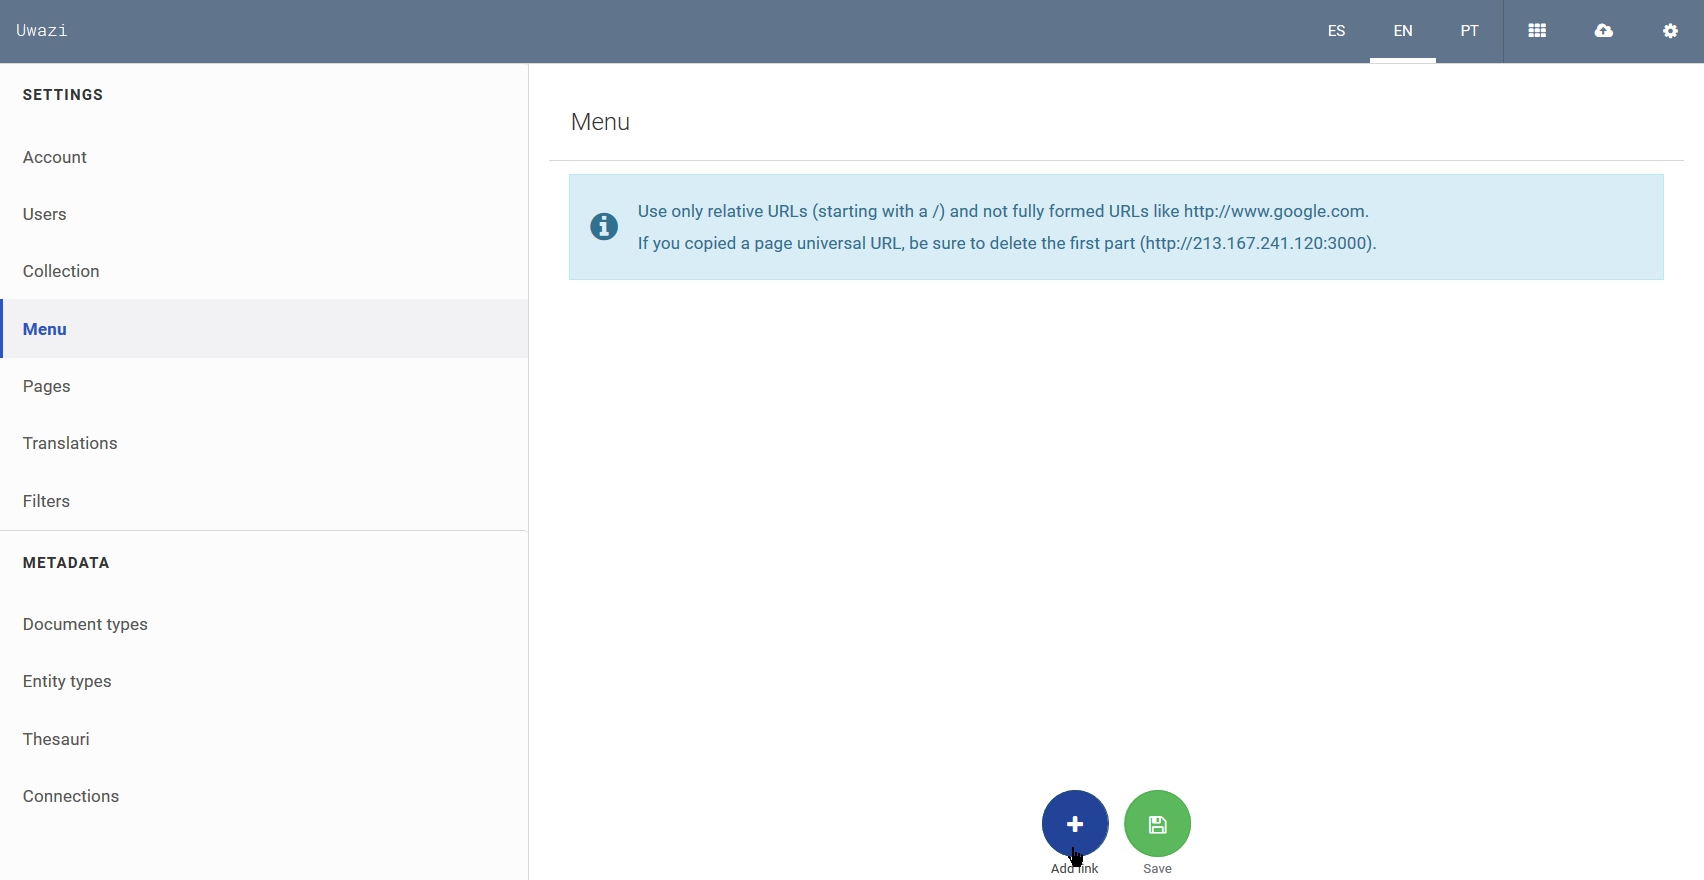 Uwazi
ES
EN
PT
SETTINGS
Account
Users
Collection
Menu
Pages
Translations
Filters
METADATA
Document types
Entity types
Thesauri
Connections
Menu
Use only relative URLs (starting with a /) and not fully formed URLs like http://www.google.com.
If you copied a page universal URL, be sure to delete the first part (http://213.167.241.120:3000).
Add link
Save